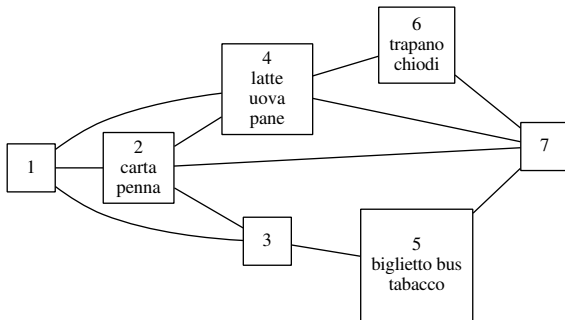 1
2
carta
penna
3
4
latte
uova
pane
5
biglietto bus
tabacco
6
trapano
chiodi
7